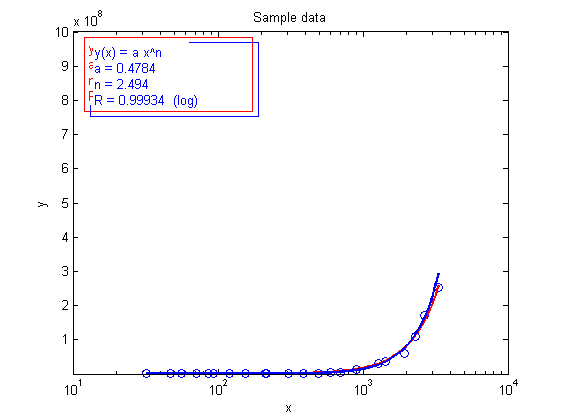 Sample data
x 10^8
10
9
8
7
6
5
4
3
2
1
y(x) = a x^n
a = 0.4784
n = 2.494
R = 0.99934 (log)
y
10^1 10^2 10^3 10^4
x